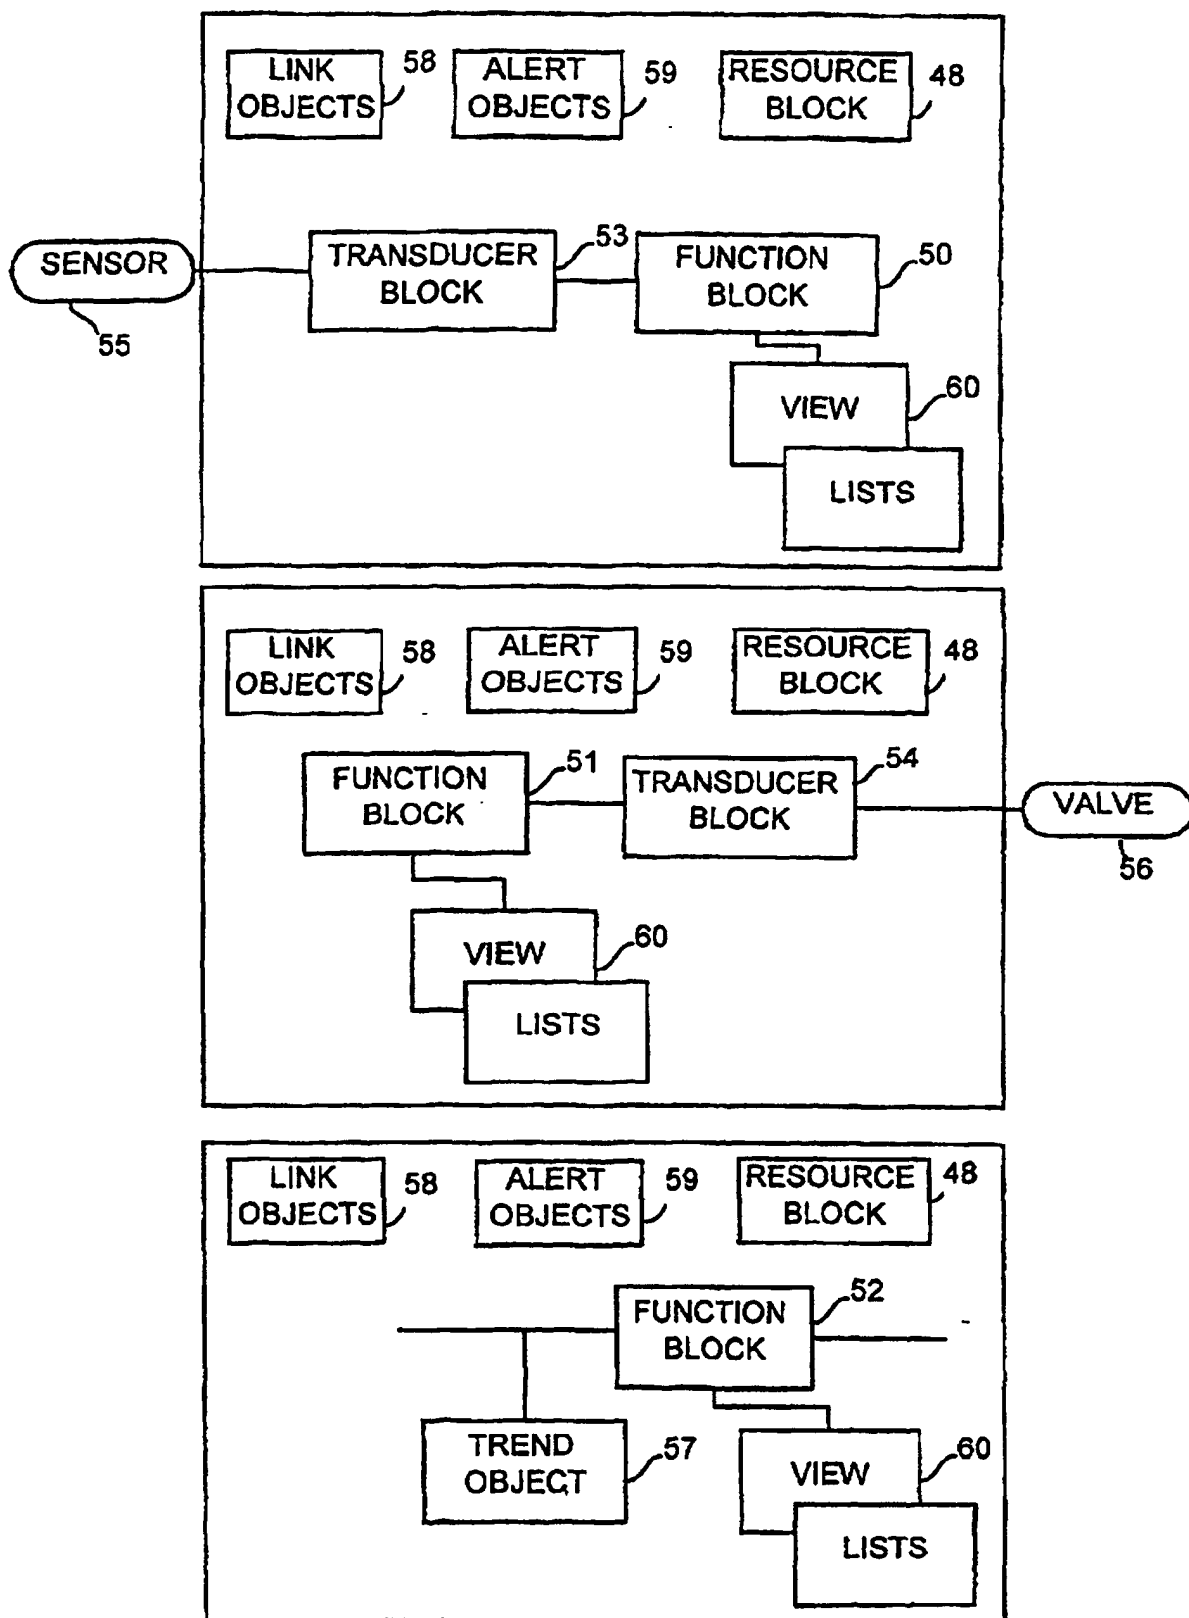 LINK
OBJECTS
58
ALERT
OBJECTS
59
RESOURCE
BLOCK
48
SENSOR
55
TRANSDUCER
BLOCK
53
FUNCTION
BLOCK
50
VIEW
60
LISTS
LINK
OBJECTS
58
ALERT
OBJECTS
59
RESOURCE
BLOCK
48
FUNCTION
BLOCK
51
TRANSDUCER
BLOCK
54
VALVE
56
VIEW
60
LISTS
LINK
OBJECTS
58
ALERT
OBJECTS
59
RESOURCE
BLOCK
48
FUNCTION
BLOCK
52
TREND
OBJECT
57
VIEW
60
LISTS